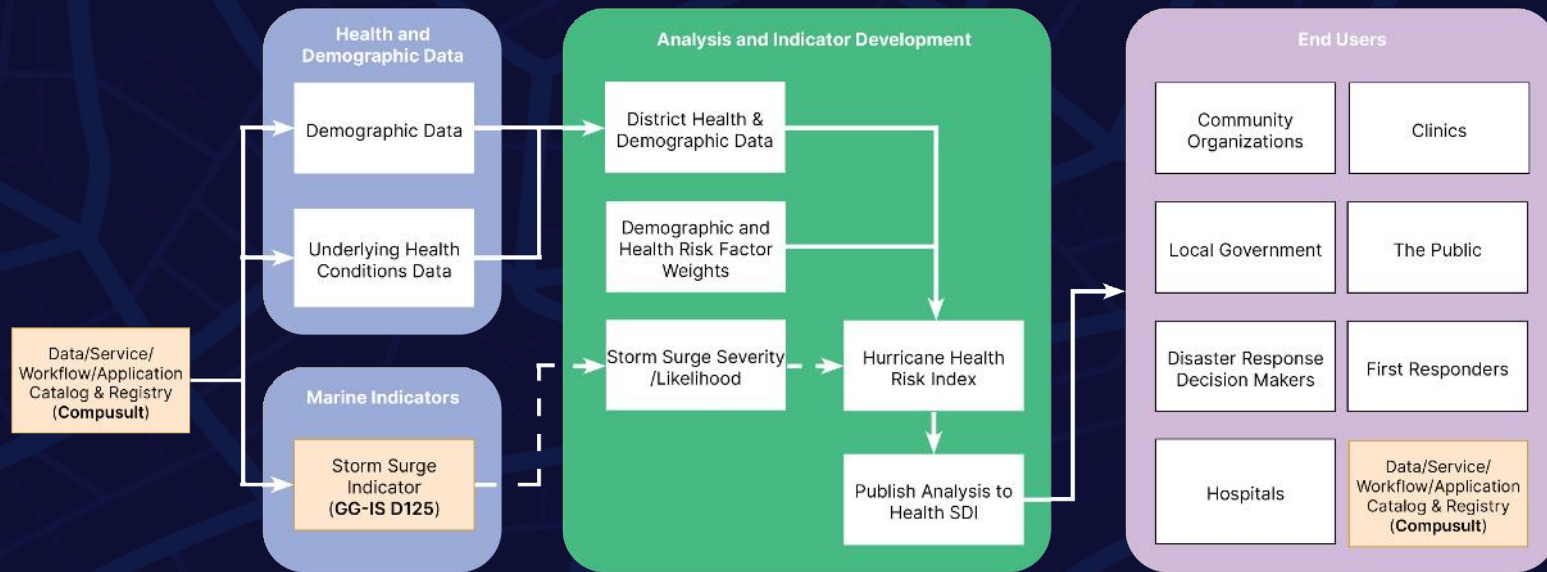 Data/Service/
Workflow/Application
Catalog & Registry
(Compusult)
Health and
Demographic Data
Demographic Data
Underlying Health
Conditions Data
Marine Indicators
Storm Surge
Indicator
(GG-IS D125)
Analysis and Indicator Development
District Health &
Demographic Data
Demographic and
Health Risk Factor
Weights
Storm Surge Severity
/Likelihood
Hurricane Health
Risk Index
Publish Analysis to
Health SDI
End Users
Community
Organizations
Clinics
Local Government
The Public
Disaster Response
Decision Makers
First Responders
Hospitals
Data/Service/
Workflow/Application
Catalog & Registry
(Compusult)